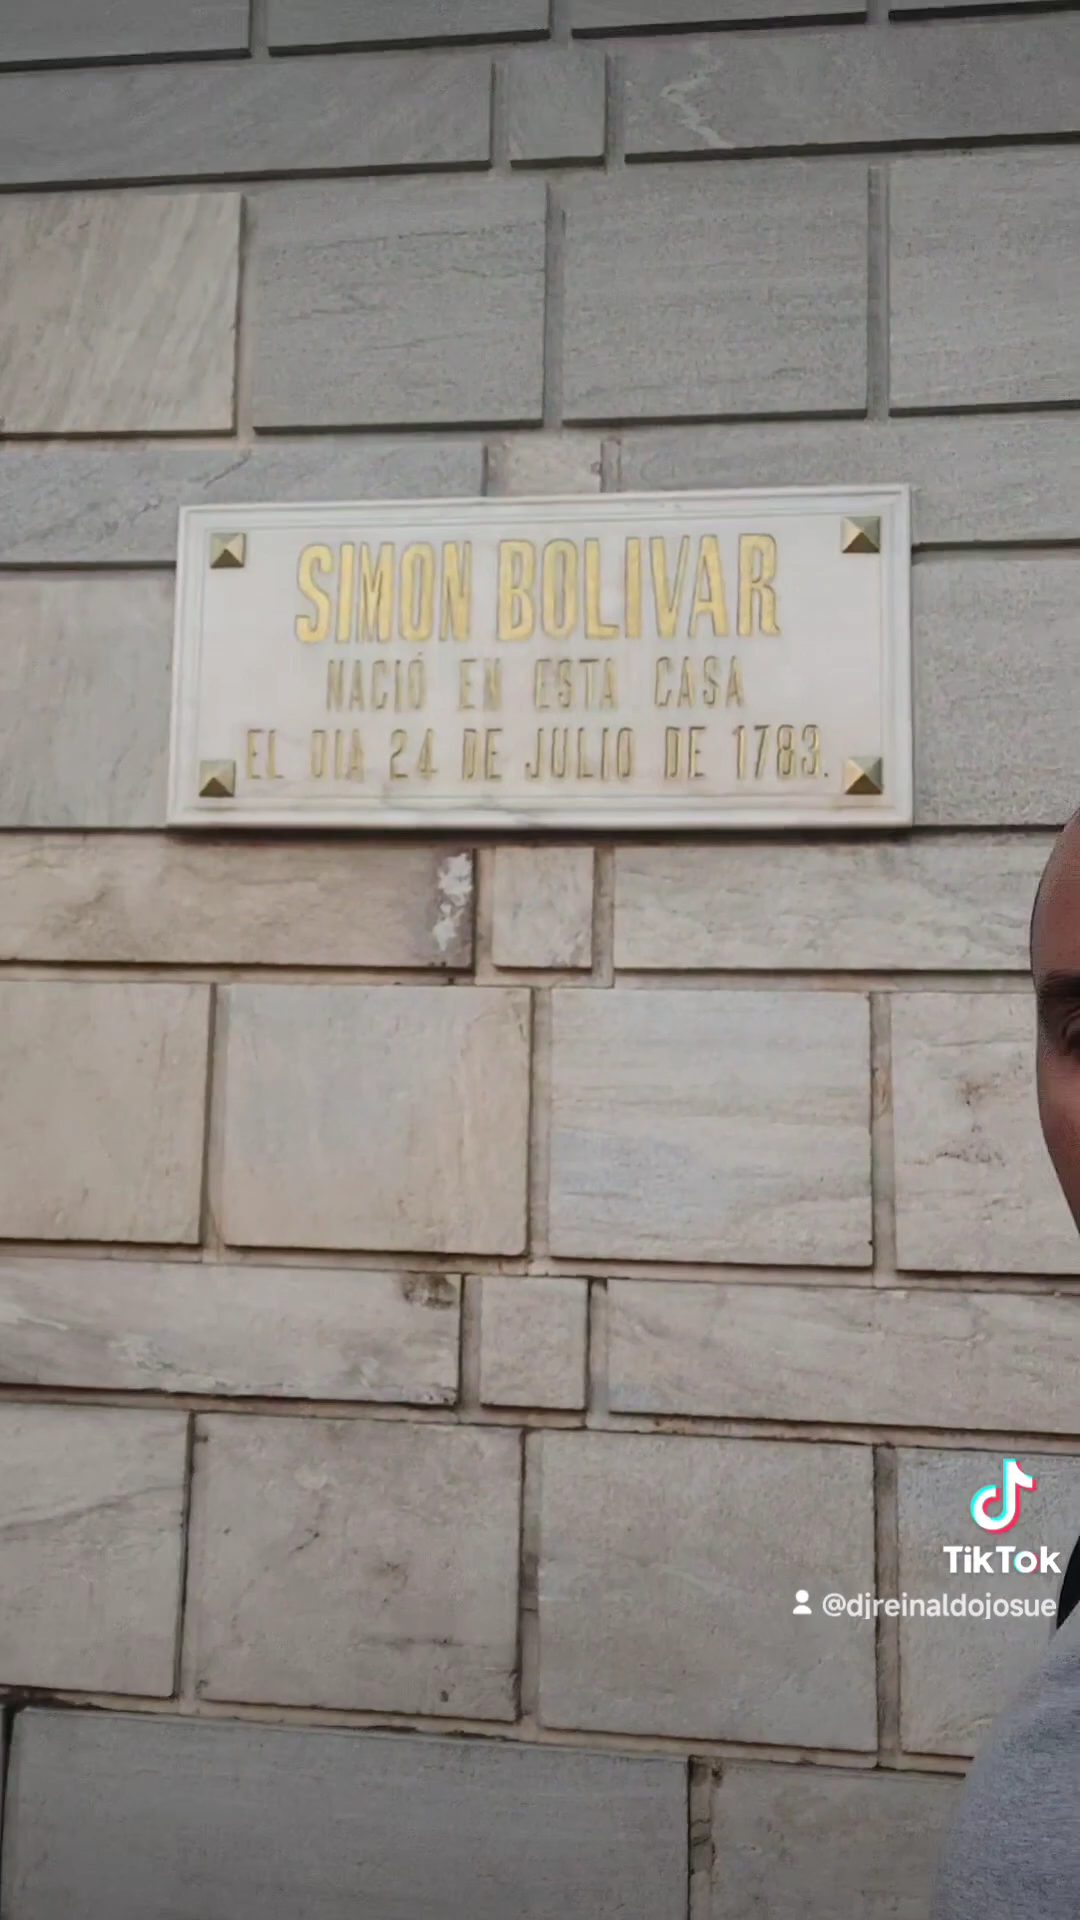 SIMON BOLIVAR
NACIÓ EN ESTA CASA
EL DIA 24 DE JULIO DE 1783.
TikTok
@djreinaldojosue